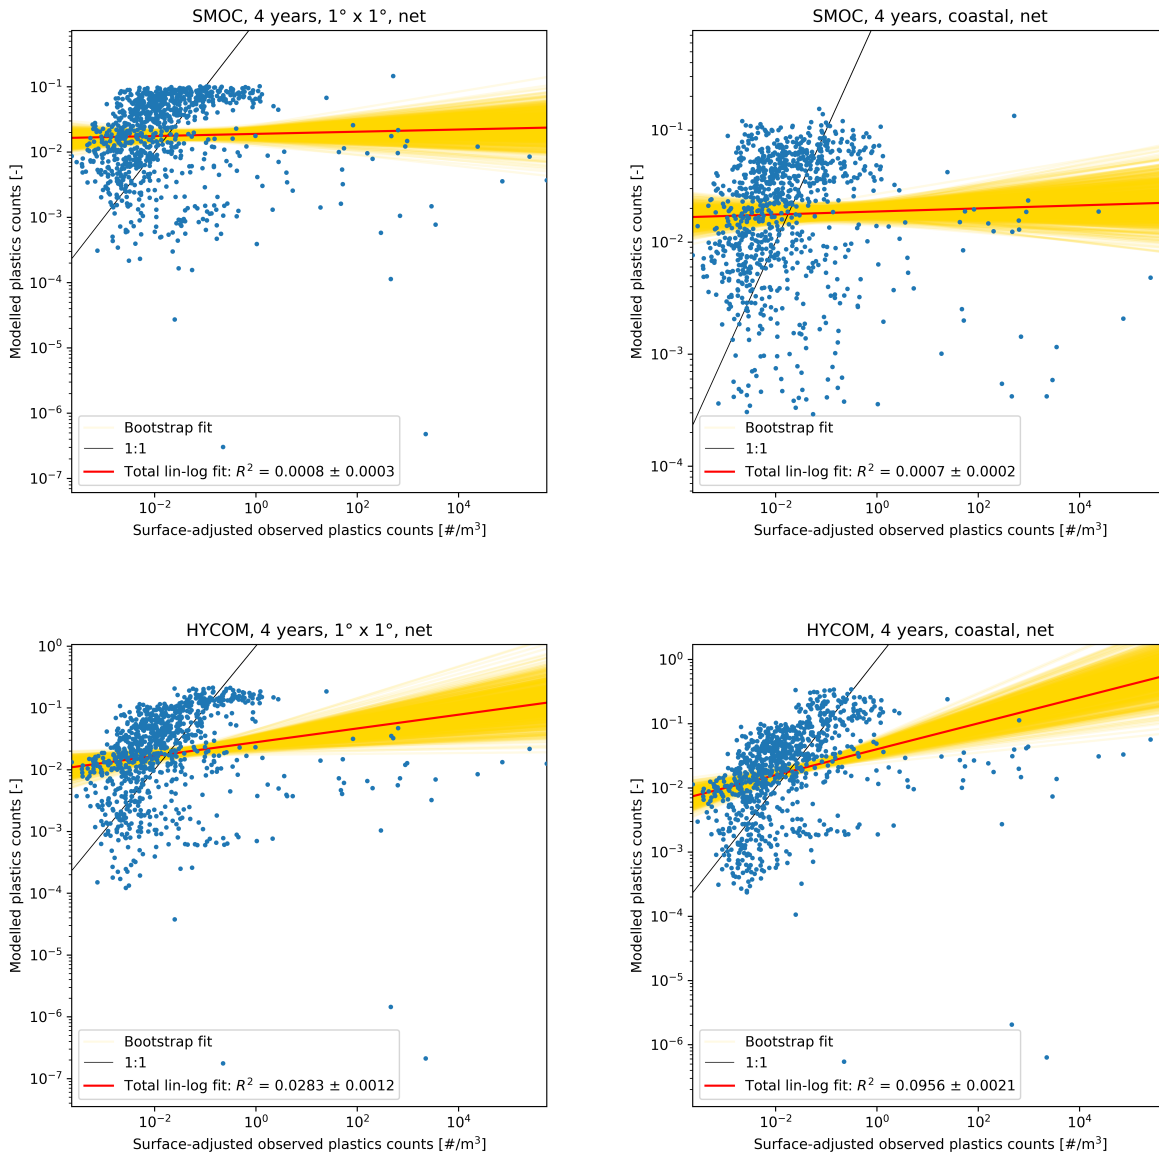 SMOC, 4 years, 1° x 1°, net
10⁻¹
10⁻²
10⁻³
10⁻⁴
10⁻⁵
10⁻⁶
10⁻⁷
Modelled plastics counts [-]
Bootstrap fit
1:1
Total lin-log fit: R² = 0.0008 ± 0.0003
10⁻² 10⁰ 10² 10⁴
Surface-adjusted observed plastics counts [#/m³]
SMOC, 4 years, coastal, net
10⁻¹
10⁻²
10⁻³
10⁻⁴
Modelled plastics counts [-]
Bootstrap fit
1:1
Total lin-log fit: R² = 0.0007 ± 0.0002
10⁻² 10⁰ 10² 10⁴
Surface-adjusted observed plastics counts [#/m³]
HYCOM, 4 years, 1° x 1°, net
10⁰
10⁻¹
10⁻²
10⁻³
10⁻⁴
10⁻⁵
10⁻⁶
10⁻⁷
Modelled plastics counts [-]
Bootstrap fit
1:1
Total lin-log fit: R² = 0.0283 ± 0.0012
10⁻² 10⁰ 10² 10⁴
Surface-adjusted observed plastics counts [#/m³]
HYCOM, 4 years, coastal, net
10⁰
10⁻¹
10⁻²
10⁻³
10⁻⁴
10⁻⁵
10⁻⁶
Modelled plastics counts [-]
Bootstrap fit
1:1
Total lin-log fit: R² = 0.0956 ± 0.0021
10⁻² 10⁰ 10² 10⁴
Surface-adjusted observed plastics counts [#/m³]